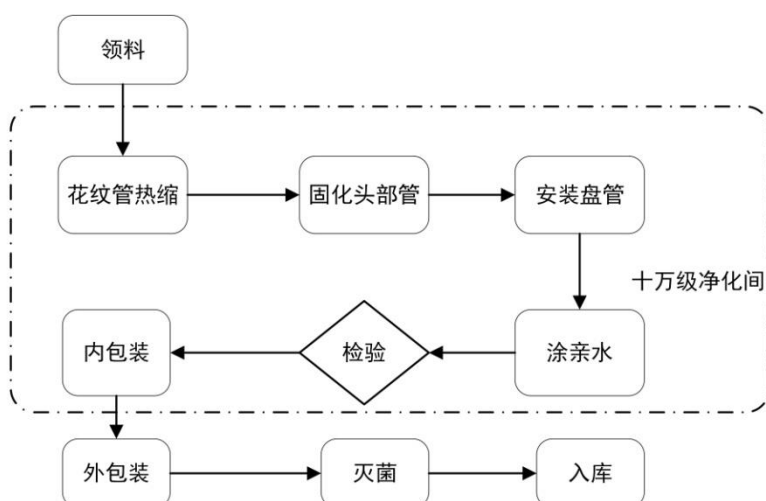 领料
花纹管热缩
固化头部管
安装盘管
十万级净化间
涂亲水
检验
内包装
外包装
灭菌
入库